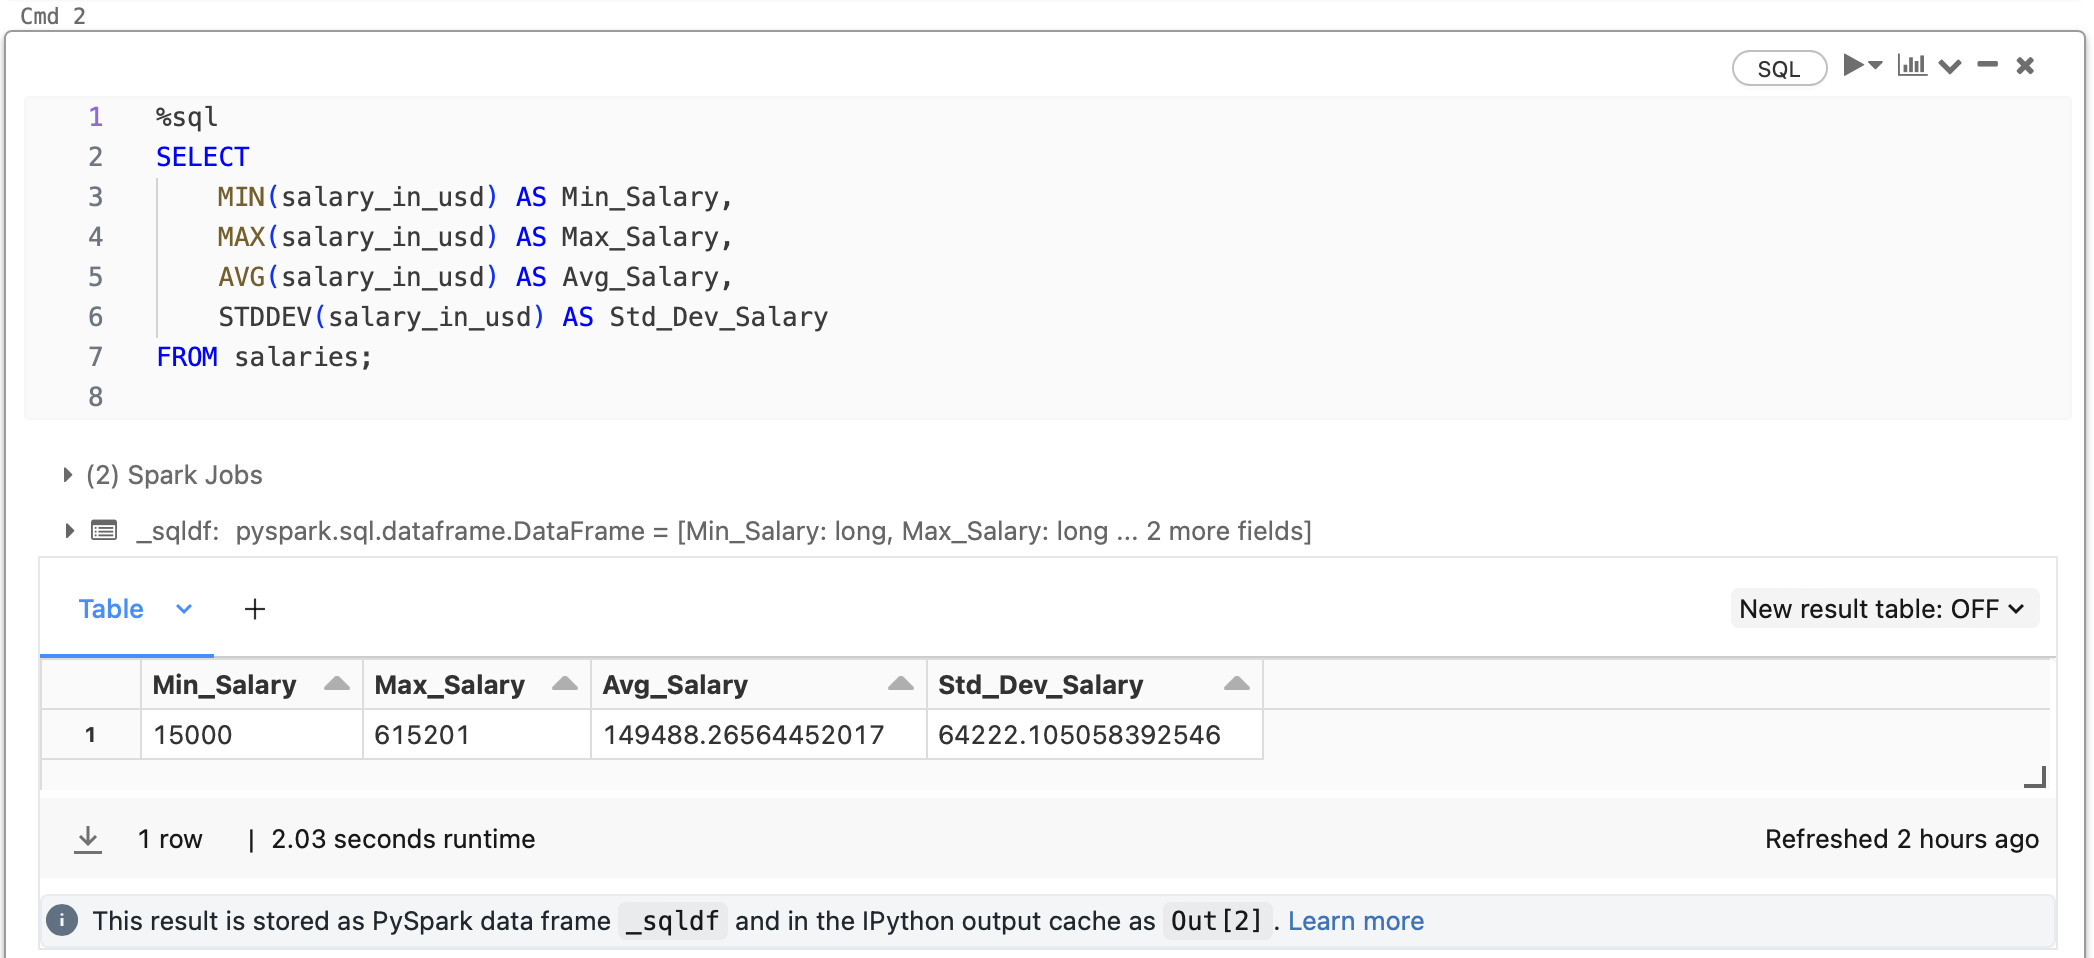 Cmd 2
SQL
1 %sql
2 SELECT
3     MIN(salary_in_usd) AS Min_Salary,
4     MAX(salary_in_usd) AS Max_Salary,
5     AVG(salary_in_usd) AS Avg_Salary,
6     STDDEV(salary_in_usd) AS Std_Dev_Salary
7 FROM salaries;
8
(2) Spark Jobs
_sqldf: pyspark.sql.dataframe.DataFrame = [Min_Salary: long, Max_Salary: long ... 2 more fields]
Table + New result table: OFF
Min_Salary Max_Salary Avg_Salary Std_Dev_Salary
1 15000 615201 149488.26564452017 64222.105058392546
1 row | 2.03 seconds runtime Refreshed 2 hours ago
This result is stored as PySpark data frame _sqldf and in the IPython output cache as Out[2]. Learn more